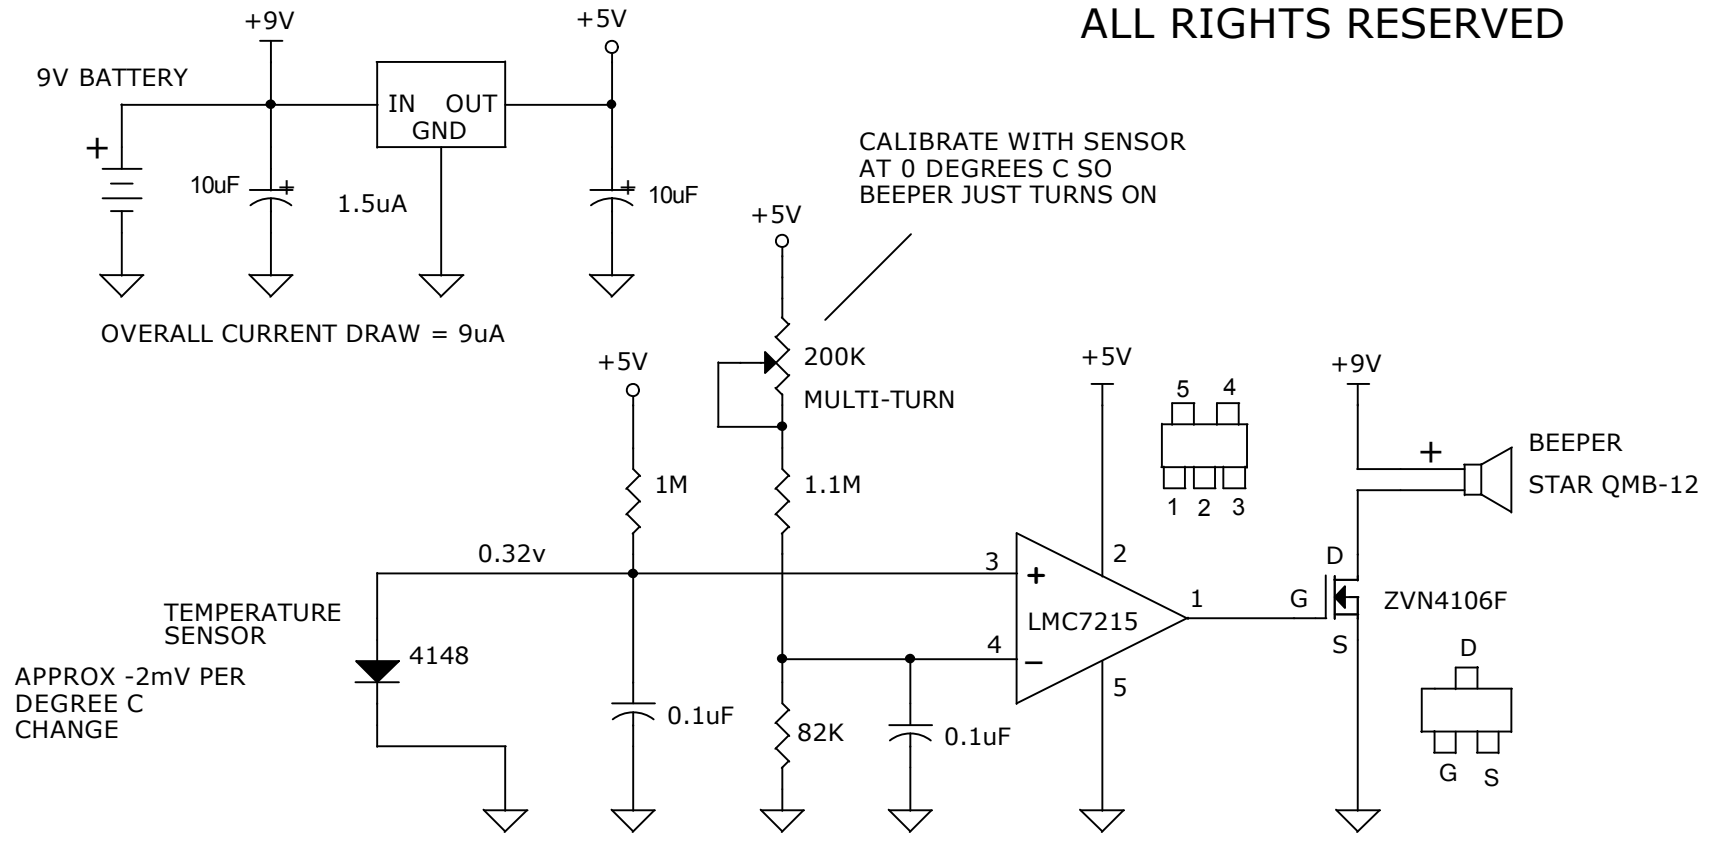 ALL RIGHTS RESERVED
+9V
+5V
9V BATTERY
IN OUT
GND
+
10uF
+
1.5uA
+
10uF
OVERALL CURRENT DRAW = 9uA
CALIBRATE WITH SENSOR
AT 0 DEGREES C SO
BEEPER JUST TURNS ON
+5V
200K
MULTI-TURN
+5V
1M
1.1M
+5V
5 4
1 2 3
+9V
+
BEEPER
STAR QMB-12
0.32v
3
+
2
LMC7215
1
4
–
5
D
G
S
ZVN4106F
D
G S
TEMPERATURE
SENSOR
4148
APPROX -2mV PER
DEGREE C
CHANGE
0.1uF
82K
0.1uF